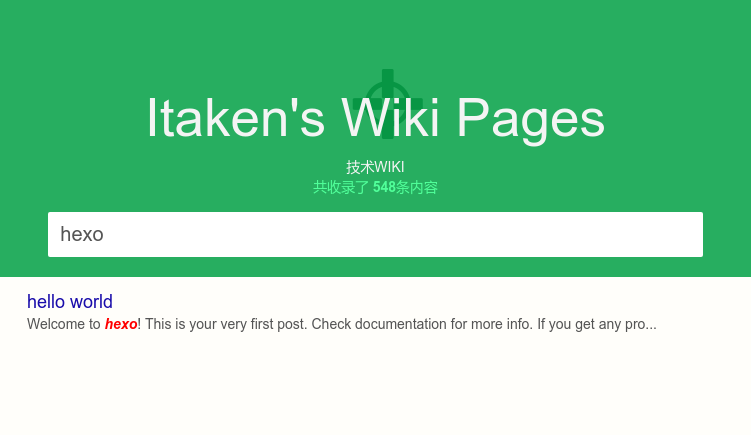 Itaken's Wiki Pages
技术WIKI
共收录了 548条内容
hexo
hello world
Welcome to hexo! This is your very first post. Check documentation for more info. If you get any pro...